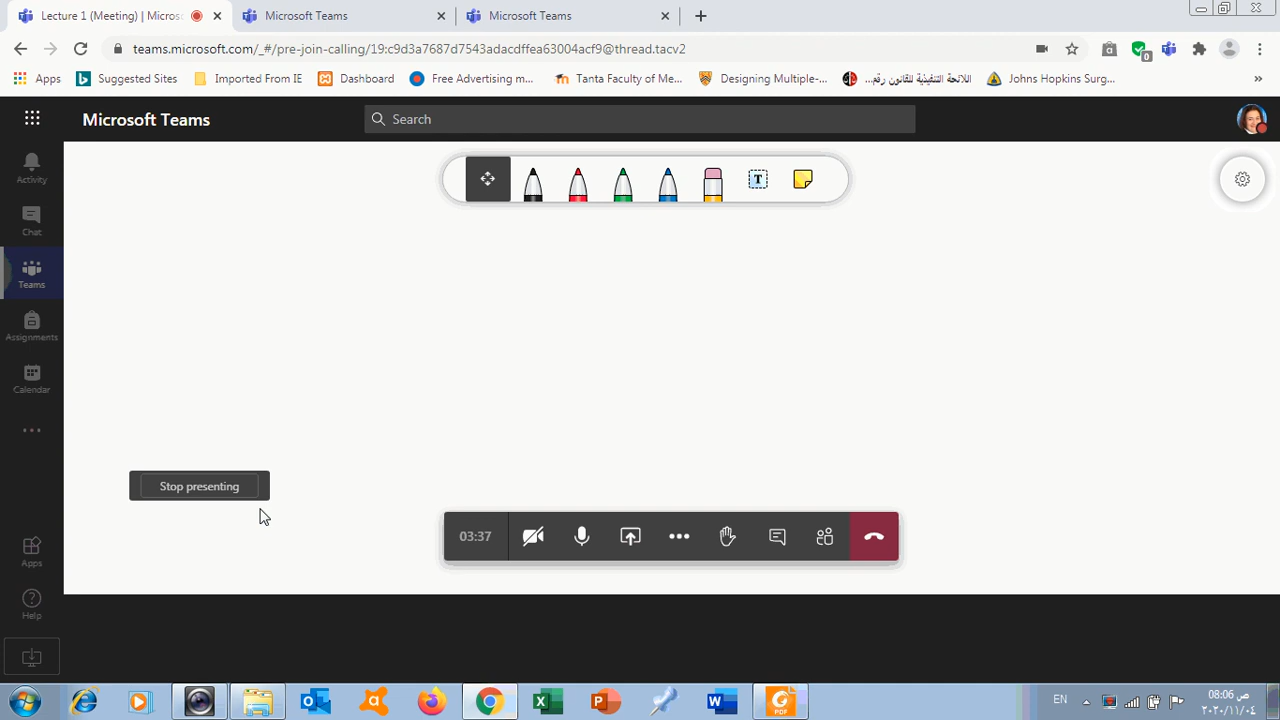 Lecture 1 (Meeting) | Micros
Microsoft Teams
Microsoft Teams
teams.microsoft.com/_#/pre-join-calling/19:c9d3a7687d7543adacdffea63004acf9@thread.tacv2
Apps
Suggested Sites
Imported From IE
Dashboard
Free Advertising m...
Tanta Faculty of Me...
Designing Multiple-...
اللائحة التنفيذية للقانون رقم...
Johns Hopkins Surg...
»
Microsoft Teams
Search
Activity
Chat
Teams
Assignments
Calendar
T
Stop presenting
03:37
Apps
Help
EN
08:06 ص
٢٠٢٠/١١/٠٤